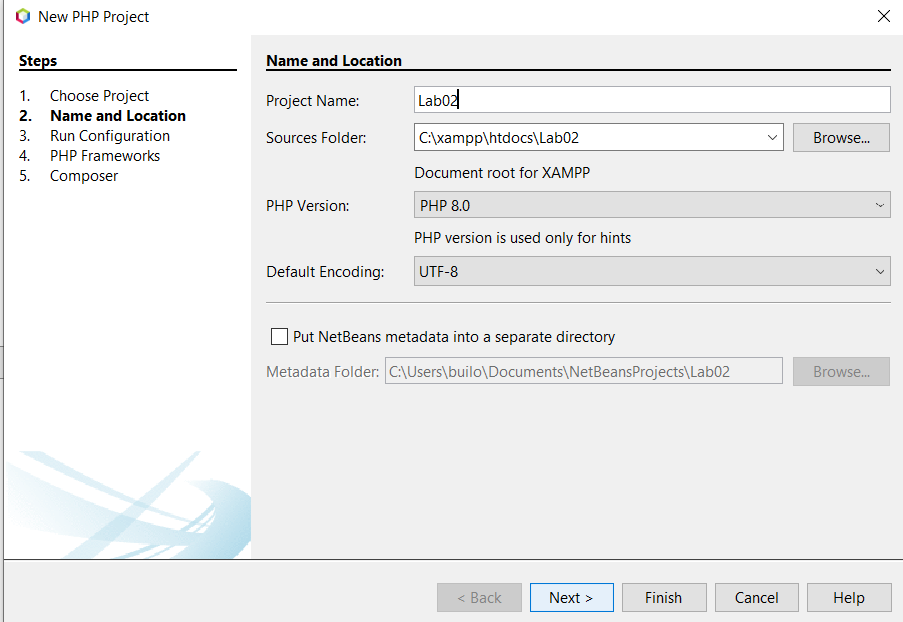 New PHP Project
Steps
1. Choose Project
2. Name and Location
3. Run Configuration
4. PHP Frameworks
5. Composer
Name and Location
Project Name: Lab02
Sources Folder: C:\xampp\htdocs\Lab02 Browse...
Document root for XAMPP
PHP Version: PHP 8.0
PHP version is used only for hints
Default Encoding: UTF-8
Put NetBeans metadata into a separate directory
Metadata Folder: C:\Users\builo\Documents\NetBeansProjects\Lab02 Browse...
< Back Next > Finish Cancel Help